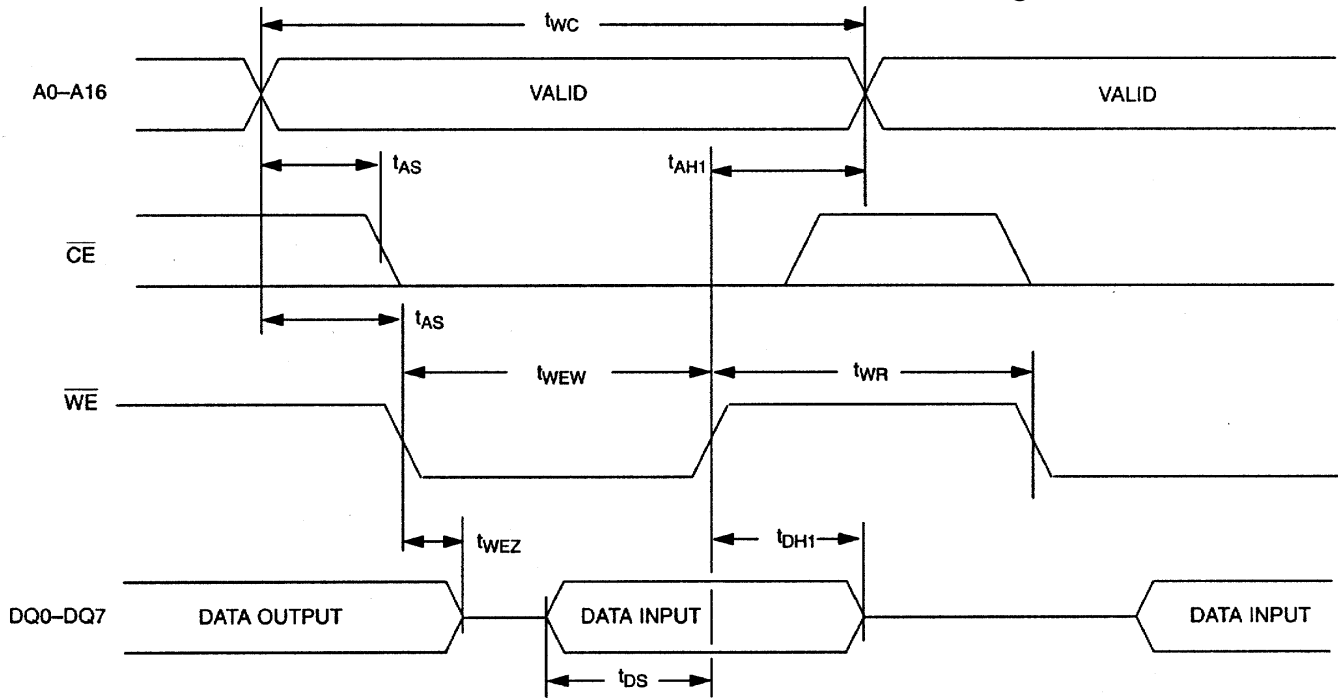 tWC
A0–A16
VALID
VALID
tAS
tAH1
CE
tAS
tWEW
tWR
WE
tWEZ
tDH1
DQ0–DQ7
DATA OUTPUT
DATA INPUT
DATA INPUT
tDS